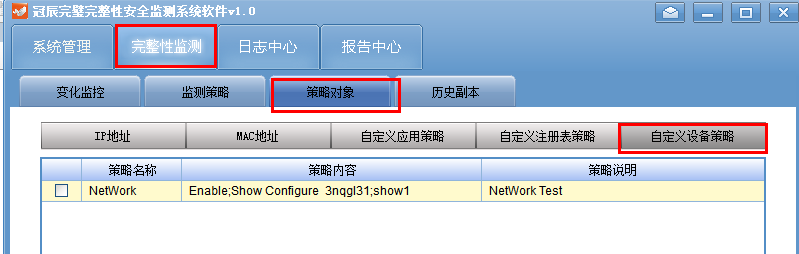 冠辰完璧完整性安全监测系统软件v1.0
系统管理 完整性监测 日志中心 报告中心
变化监控 监测策略 策略对象 历史副本
IP地址 MAC地址 自定义应用策略 自定义注册表策略 自定义设备策略
策略名称 策略内容 策略说明
NetWork Enable;Show Configure 3nqgl31;show1 NetWork Test